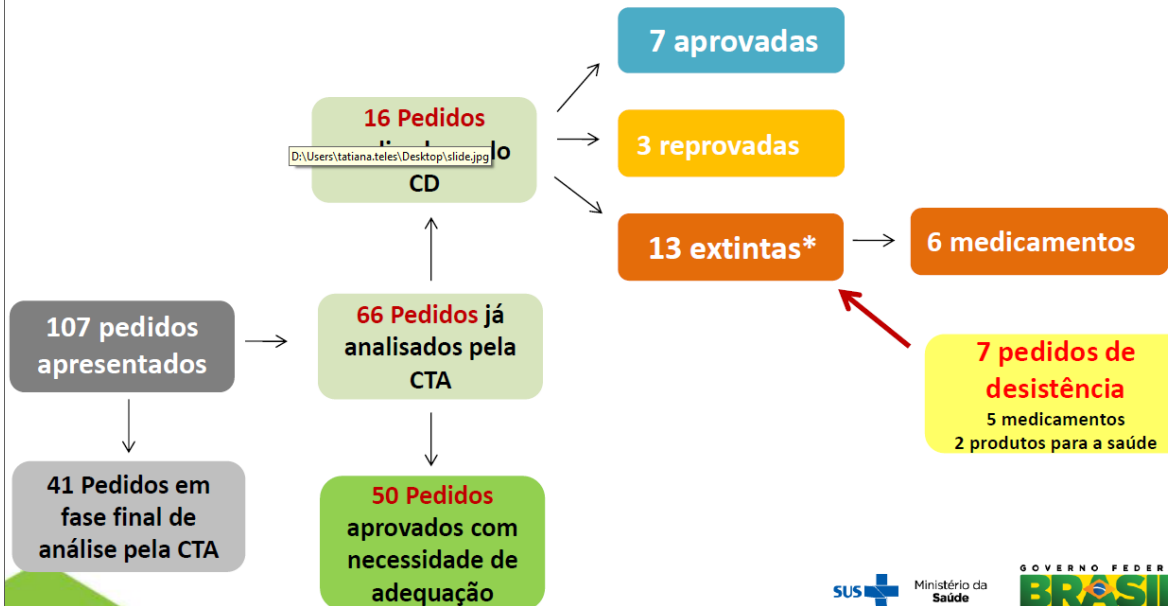 7 aprovadas
16 Pedidos
D:\Users\tatiana.teles\Desktop\slide.jpg
CD
3 reprovadas
13 extintas*
6 medicamentos
107 pedidos
apresentados
66 Pedidos já
analisados pela
CTA
7 pedidos de
desistência
5 medicamentos
2 produtos para a saúde
41 Pedidos em
fase final de
análise pela CTA
50 Pedidos
aprovados com
necessidade de
adequação
SUS
Ministério da
Saúde
GOVERNO FEDER
BRASIL